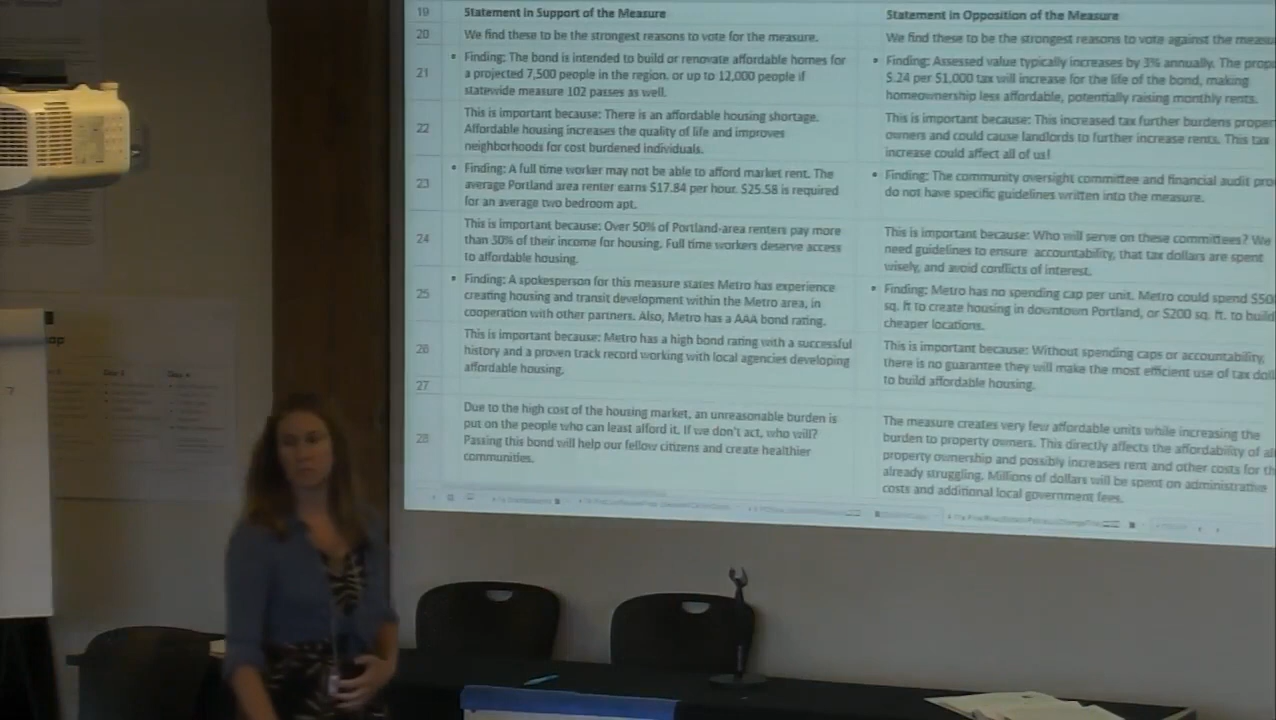 19 Statement in Support of the Measure
20 We find these to be the strongest reasons to vote for the measure.
21 • Finding: The bond is intended to build or renovate affordable homes for
a projected 7,500 people in the region, or up to 12,000 people if
statewide measure 102 passes as well.
22 This is important because: There is an affordable housing shortage.
Affordable housing increases the quality of life and improves
neighborhoods for cost burdened individuals.
23 • Finding: A full time worker may not be able to afford market rent. The
average Portland area renter earns $17.84 per hour. $25.58 is required
for an average two bedroom apt.
24 This is important because: Over 50% of Portland-area renters pay more
than 30% of their income for housing. Full time workers deserve access
to affordable housing.
25 • Finding: A spokesperson for this measure states Metro has experience
creating housing and transit development within the Metro area, in
cooperation with other partners. Also, Metro has a AAA bond rating.
26 This is important because: Metro has a high bond rating with a successful
history and a proven track record working with local agencies developing
affordable housing.
27
28 Due to the high cost of the housing market, an unreasonable burden is
put on the people who can least afford it. If we don't act, who will?
Passing this bond will help our fellow citizens and create healthier
communities.
Statement in Opposition of the Measure
We find these to be the strongest reasons to vote against the measu
• Finding: Assessed value typically increases by 3% annually. The prop
$.24 per $1,000 tax will increase for the life of the bond, making
homeownership less affordable, potentially raising monthly rents.
This is important because: This increased tax further burdens proper
owners and could cause landlords to further increase rents. This tax
increase could affect all of us!
• Finding: The community oversight committee and financial audit pro
do not have specific guidelines written into the measure.
This is important because: Who will serve on these committees? We
need guidelines to ensure accountability, that tax dollars are spent
wisely, and avoid conflicts of interest.
• Finding: Metro has no spending cap per unit. Metro could spend $50
sq. ft to create housing in downtown Portland, or $200 sq. ft. to build
cheaper locations.
This is important because: Without spending caps or accountability,
there is no guarantee they will make the most efficient use of tax doll
to build affordable housing.
The measure creates very few affordable units while increasing the
burden to property owners. This directly affects the affordability of al
property ownership and possibly increases rent and other costs for th
already struggling. Millions of dollars will be spent on administrative
costs and additional local government fees.